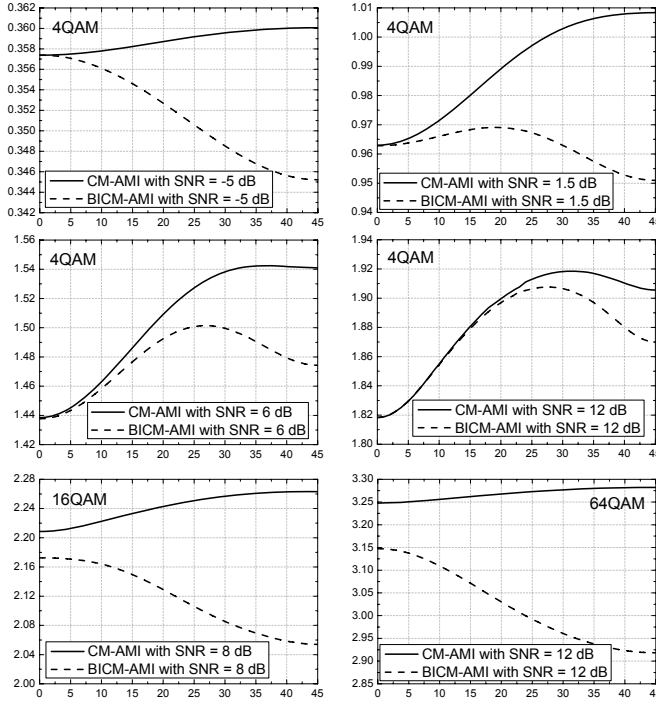 0.362
0.358
0.354
0.350
0.346
0.342
4QAM
CM-AMI with SNR = -5 dB
BICM-AMI with SNR = -5 dB
0 5 10 15 20 25 30 35 40 45
1.01
1.00
0.99
0.98
0.97
0.96
0.95
0.94
4QAM
CM-AMI with SNR = 1.5 dB
BICM-AMI with SNR = 1.5 dB
0 5 10 15 20 25 30 35 40 45
1.56
1.54
1.52
1.50
1.48
1.46
1.44
1.42
4QAM
CM-AMI with SNR = 6 dB
BICM-AMI with SNR = 6 dB
0 5 10 15 20 25 30 35 40 45
1.94
1.92
1.90
1.88
1.86
1.84
1.82
1.80
4QAM
CM-AMI with SNR = 12 dB
BICM-AMI with SNR = 12 dB
0 5 10 15 20 25 30 35 40 45
2.28
2.24
2.20
2.16
2.12
2.08
2.04
2.00
16QAM
CM-AMI with SNR = 8 dB
BICM-AMI with SNR = 8 dB
0 5 10 15 20 25 30 35 40 45
3.30
3.25
3.20
3.15
3.10
3.05
3.00
2.95
2.90
2.85
64QAM
CM-AMI with SNR = 12 dB
BICM-AMI with SNR = 12 dB
0 5 10 15 20 25 30 35 40 45